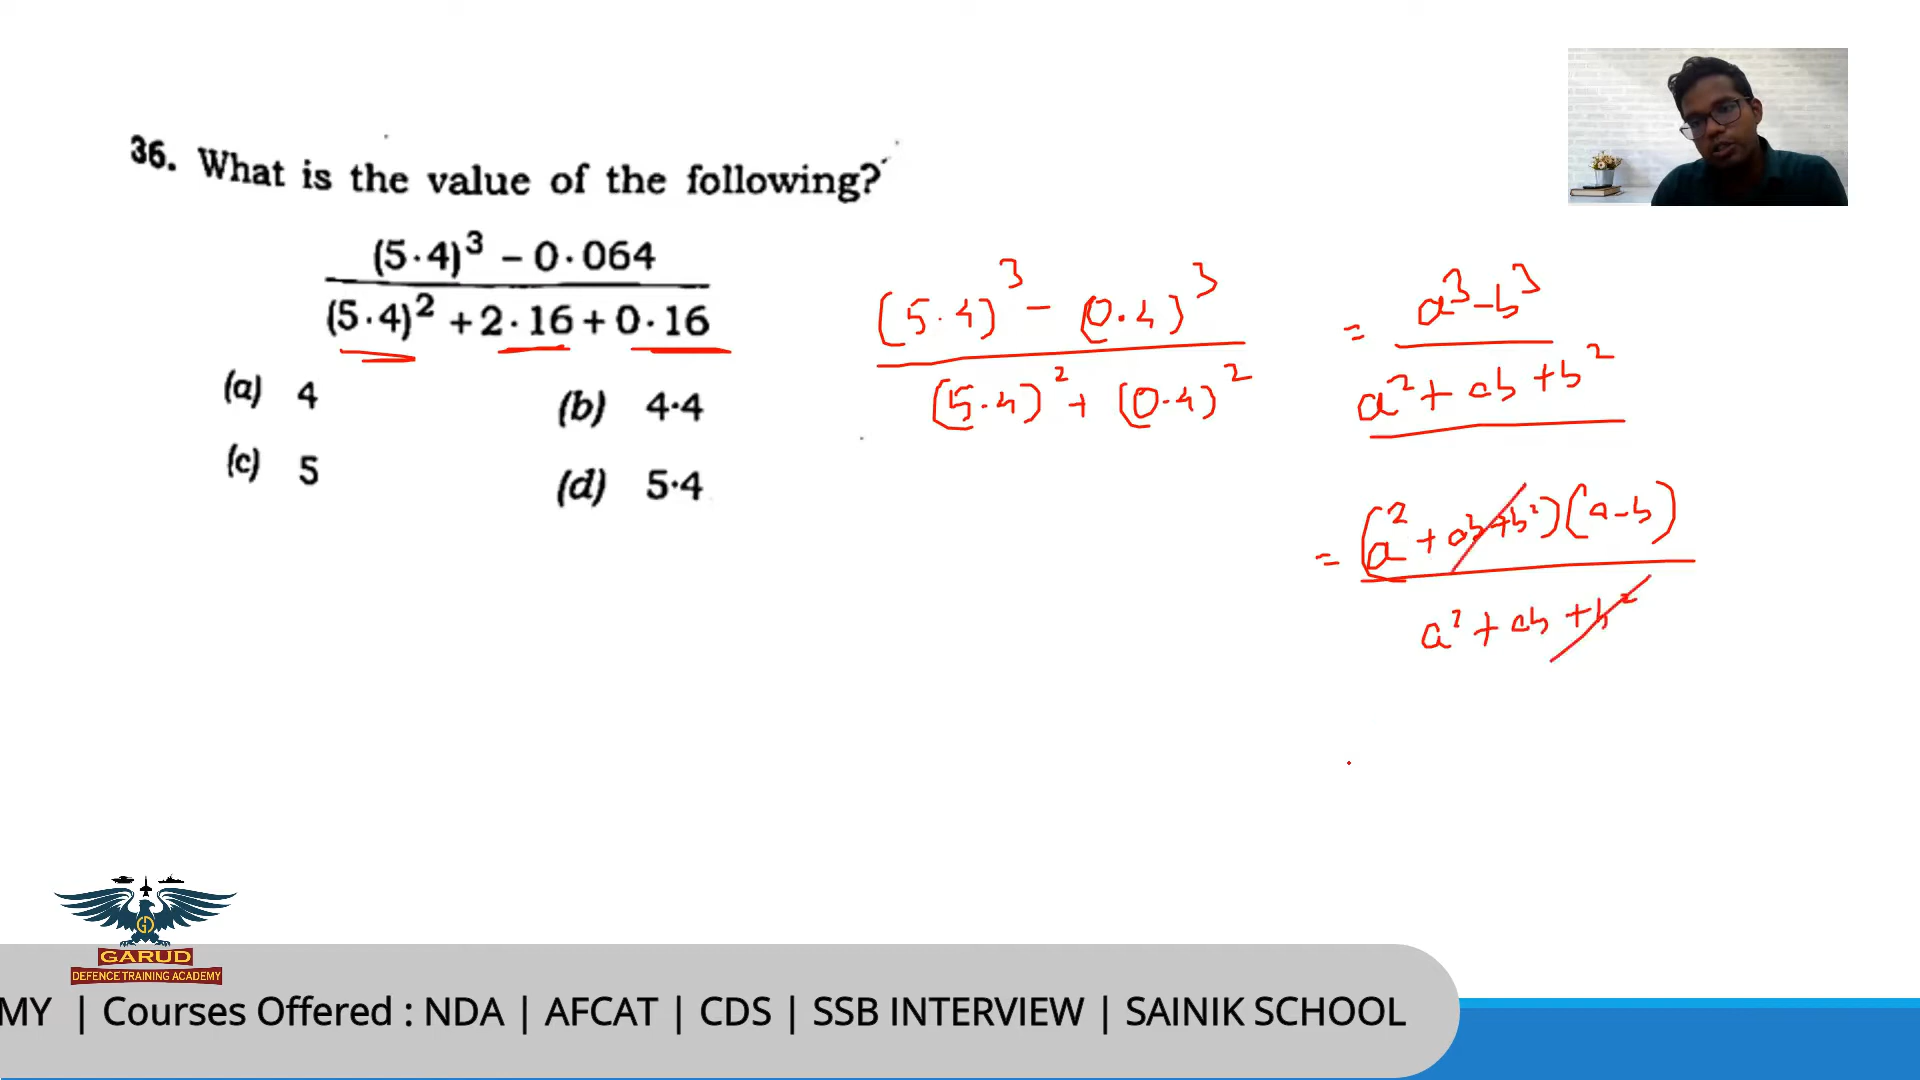 36. What is the value of the following?
(5·4)³ − 0·064
(5·4)² + 2·16 + 0·16
(a) 4
(b) 4·4
(c) 5
(d) 5·4
(5.4)³ − (0.4)³
(5.4)² + (0.4)²
= a³ − b³
a² + ab + b²
= (a² + ab + b²)(a − b)
a² + ab + b²
GARUD
DEFENCE TRAINING ACADEMY
MY | Courses Offered : NDA | AFCAT | CDS | SSB INTERVIEW | SAINIK SCHOOL